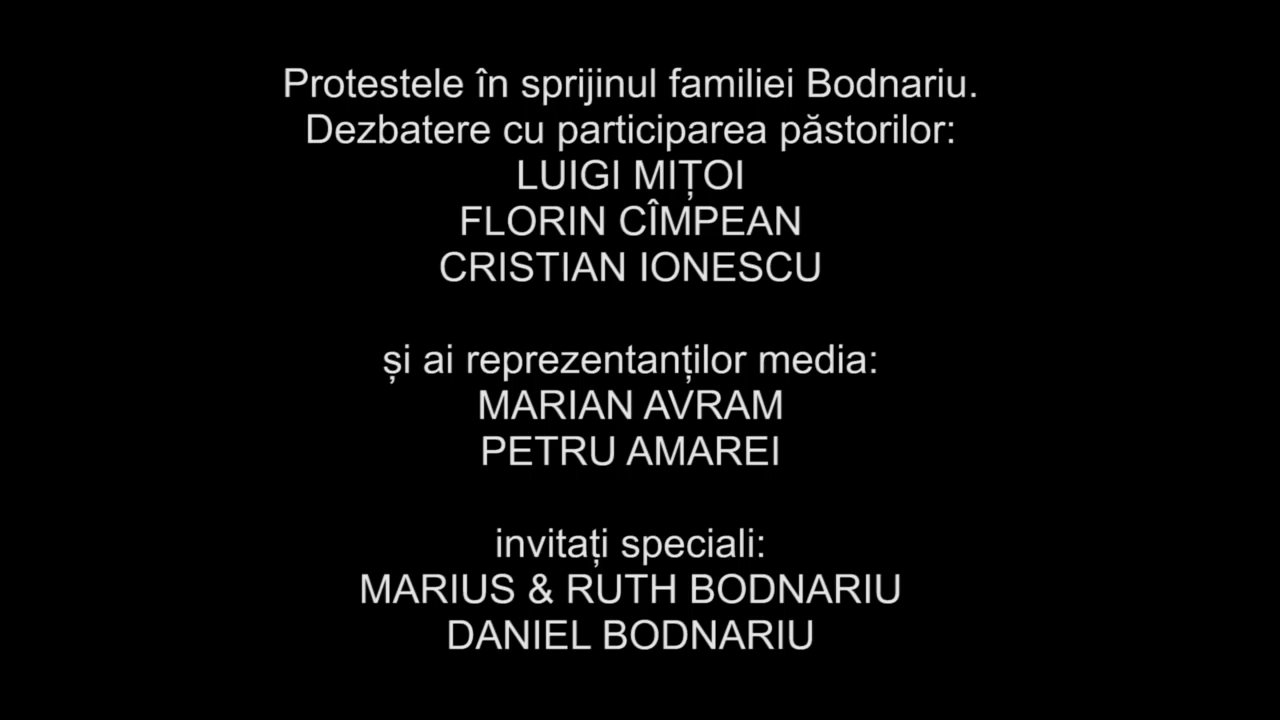 Protestele în sprijinul familiei Bodnariu.
Dezbatere cu participarea păstorilor:
LUIGI MIȚOI
FLORIN CÎMPEAN
CRISTIAN IONESCU
și ai reprezentanților media:
MARIAN AVRAM
PETRU AMAREI
invitați speciali:
MARIUS & RUTH BODNARIU
DANIEL BODNARIU